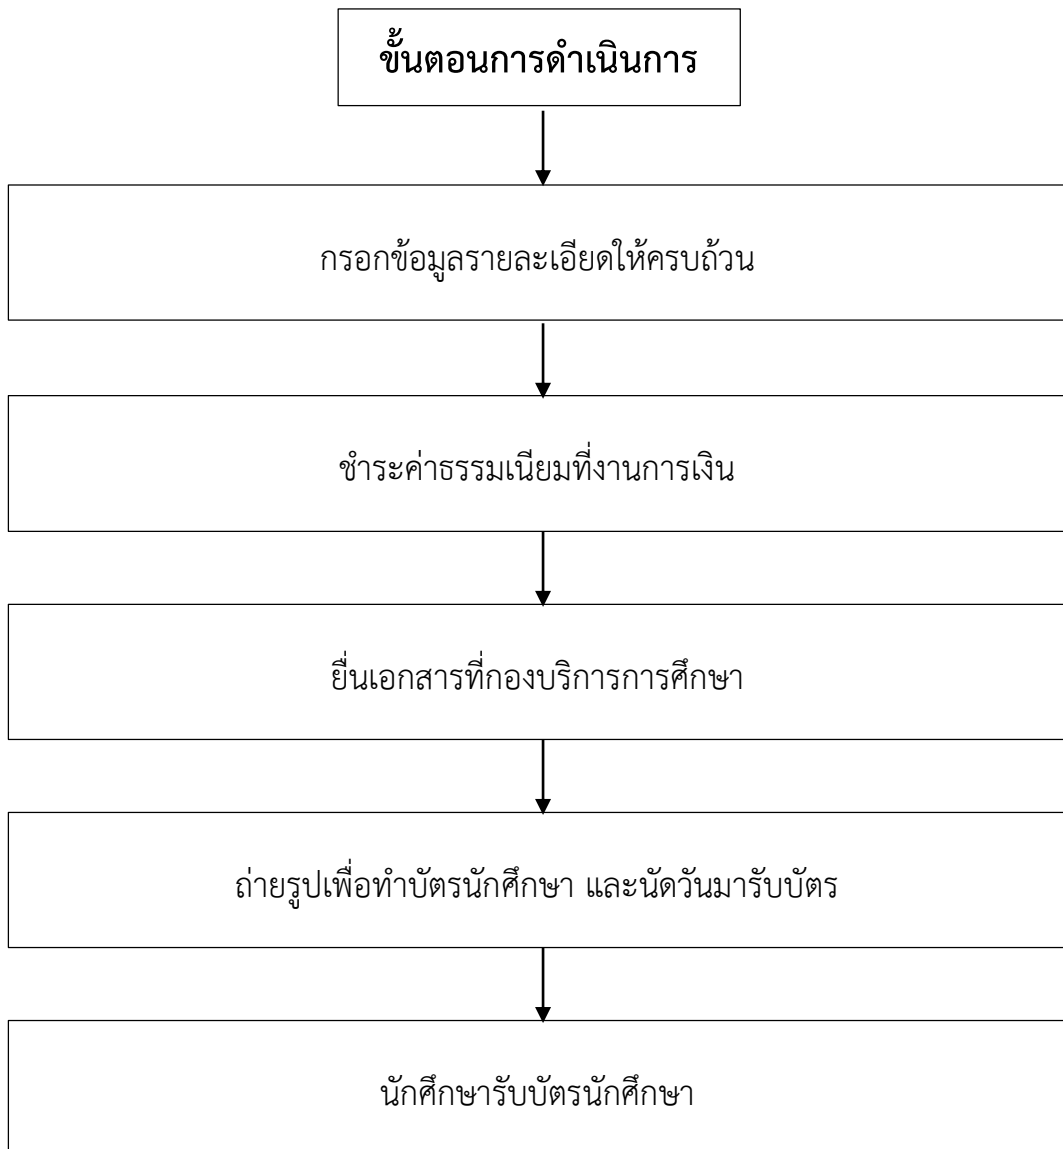 ขั้นตอนการดำเนินการ
กรอกข้อมูลรายละเอียดให้ครบถ้วน
ชำระค่าธรรมเนียมที่งานการเงิน
ยื่นเอกสารที่กองบริการการศึกษา
ถ่ายรูปเพื่อทำบัตรนักศึกษา และนัดวันมารับบัตร
นักศึกษารับบัตรนักศึกษา